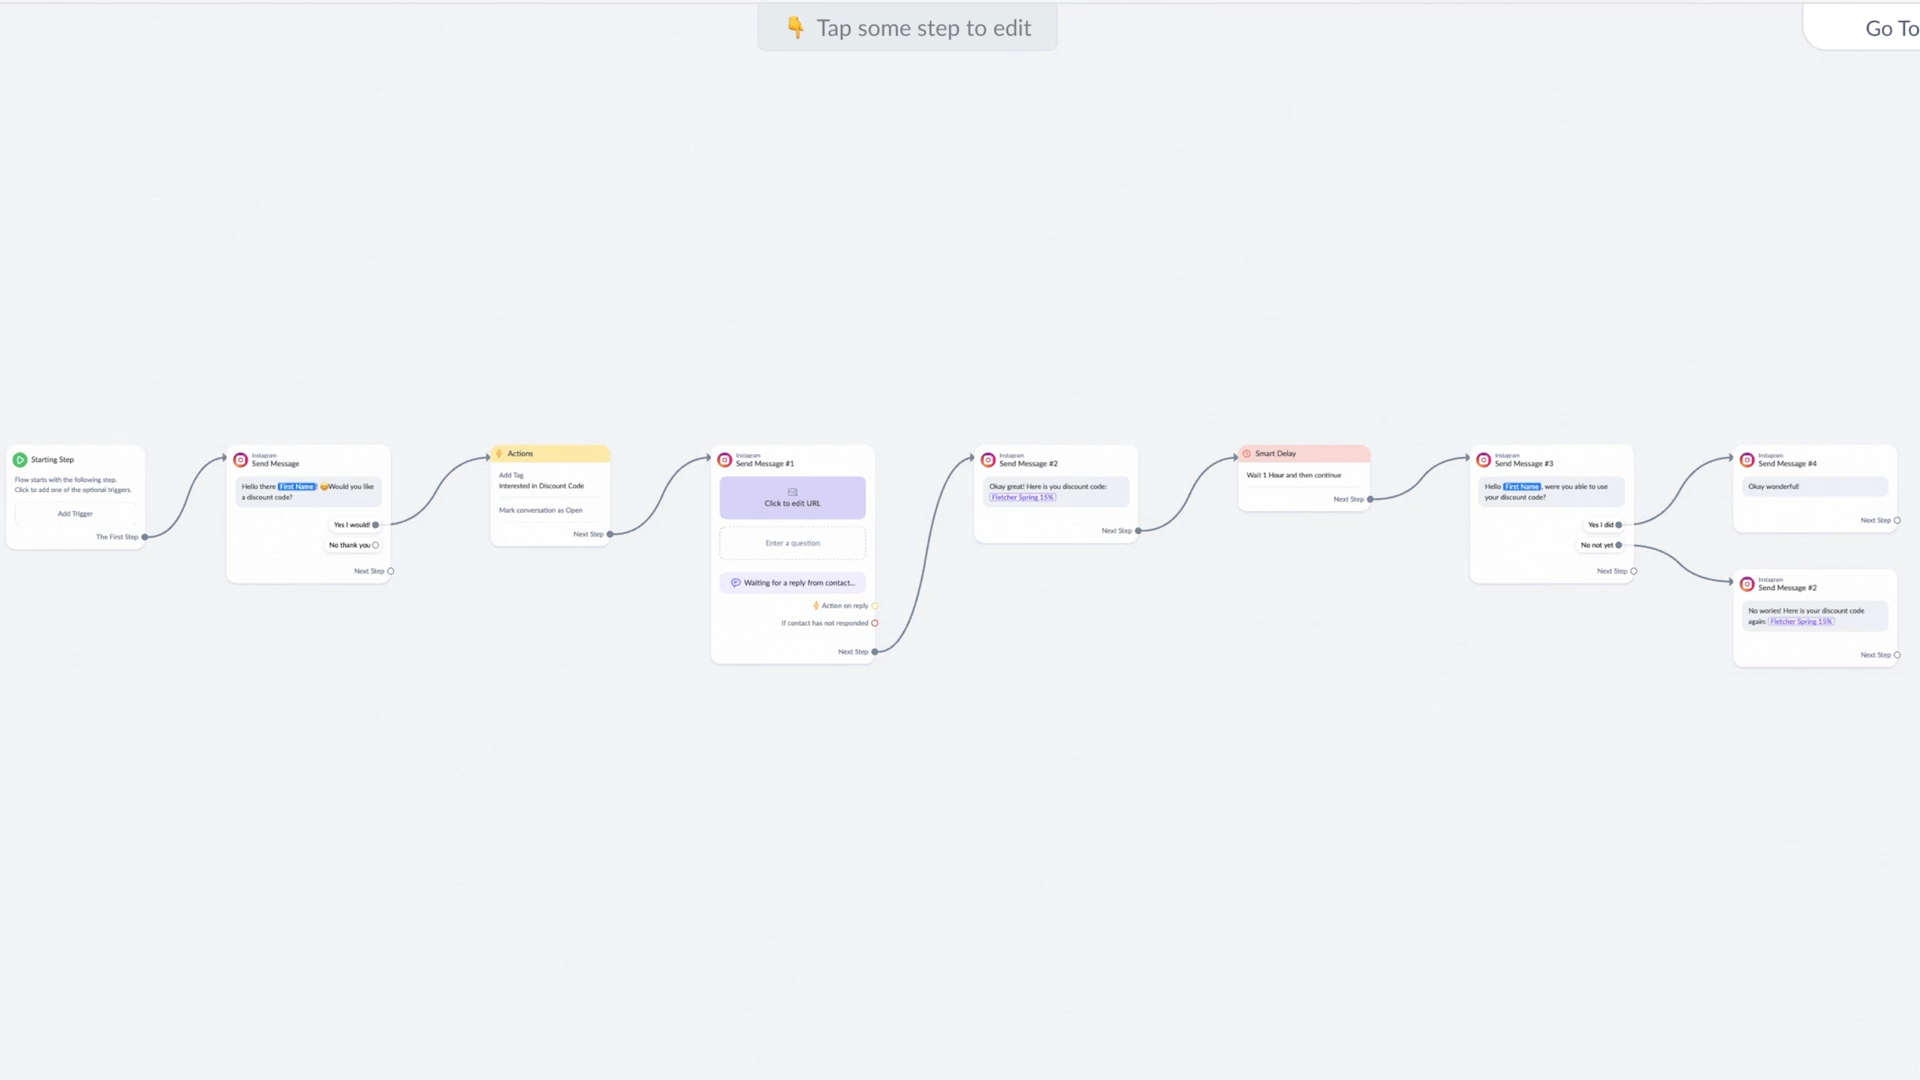 👇 Tap some step to edit
Go To
Starting Step
Flow starts with the following step.
Click to add one of the optional triggers.
Add Trigger
The First Step
Instagram
Send Message
Hello there First Name! 😊Would you like
a discount code?
Yes I would!
No thank you
Next Step
Actions
Add Tag
Interested in Discount Code
Mark conversation as Open
Next Step
Instagram
Send Message #1
Click to edit URL
Enter a question
Waiting for a reply from contact...
Action on reply
If contact has not responded
Next Step
Instagram
Send Message #2
Okay great! Here is you discount code:
Fletcher Spring 15%
Next Step
Smart Delay
Wait 1 Hour and then continue
Next Step
Instagram
Send Message #3
Hello First Name, were you able to use
your discount code?
Yes I did
No not yet
Next Step
Instagram
Send Message #4
Okay wonderful!
Next Step
Instagram
Send Message #2
No wories! Here is your discount code
again: Fletcher Spring 15%
Next Step